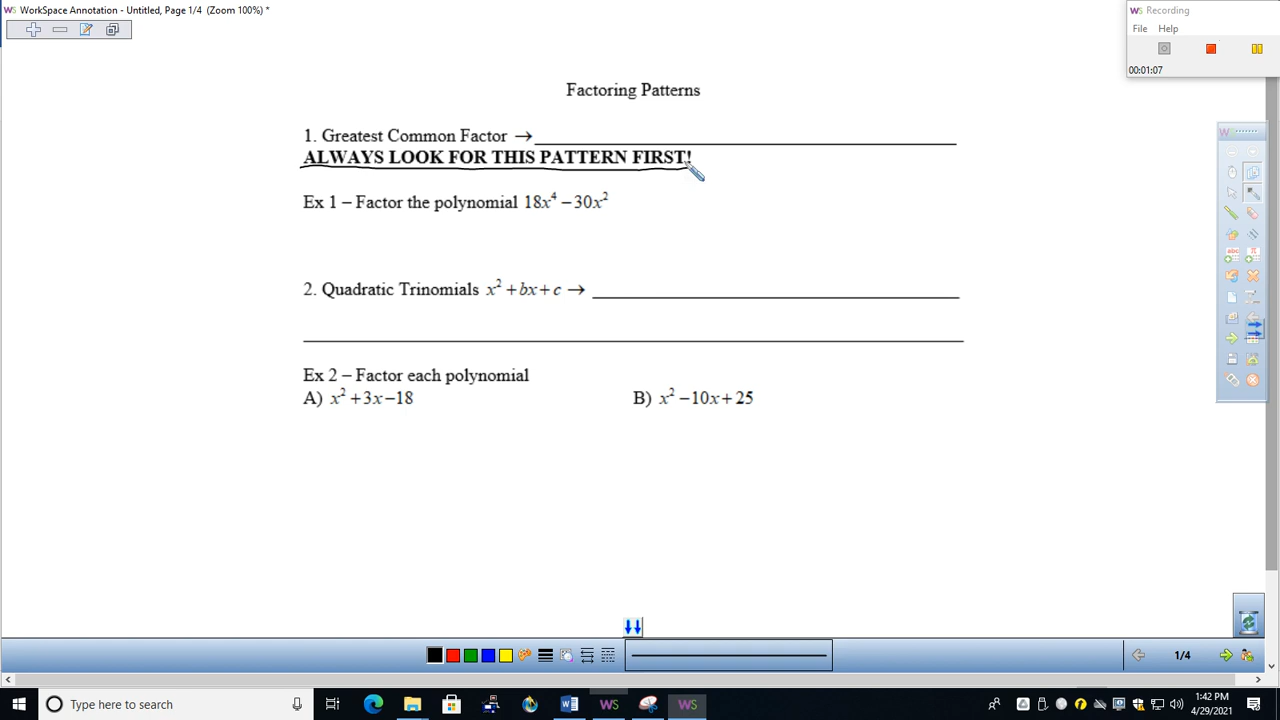 WorkSpace Annotation - Untitled, Page 1/4 (Zoom 100%) *
Recording
File Help
00:01:07
Factoring Patterns
1. Greatest Common Factor → ____________________
ALWAYS LOOK FOR THIS PATTERN FIRST!
Ex 1 – Factor the polynomial 18x⁴ – 30x²
2. Quadratic Trinomials x² + bx + c → ____________________
Ex 2 – Factor each polynomial
A) x² + 3x – 18
B) x² – 10x + 25
1/4
Type here to search
1:42 PM
4/29/2021